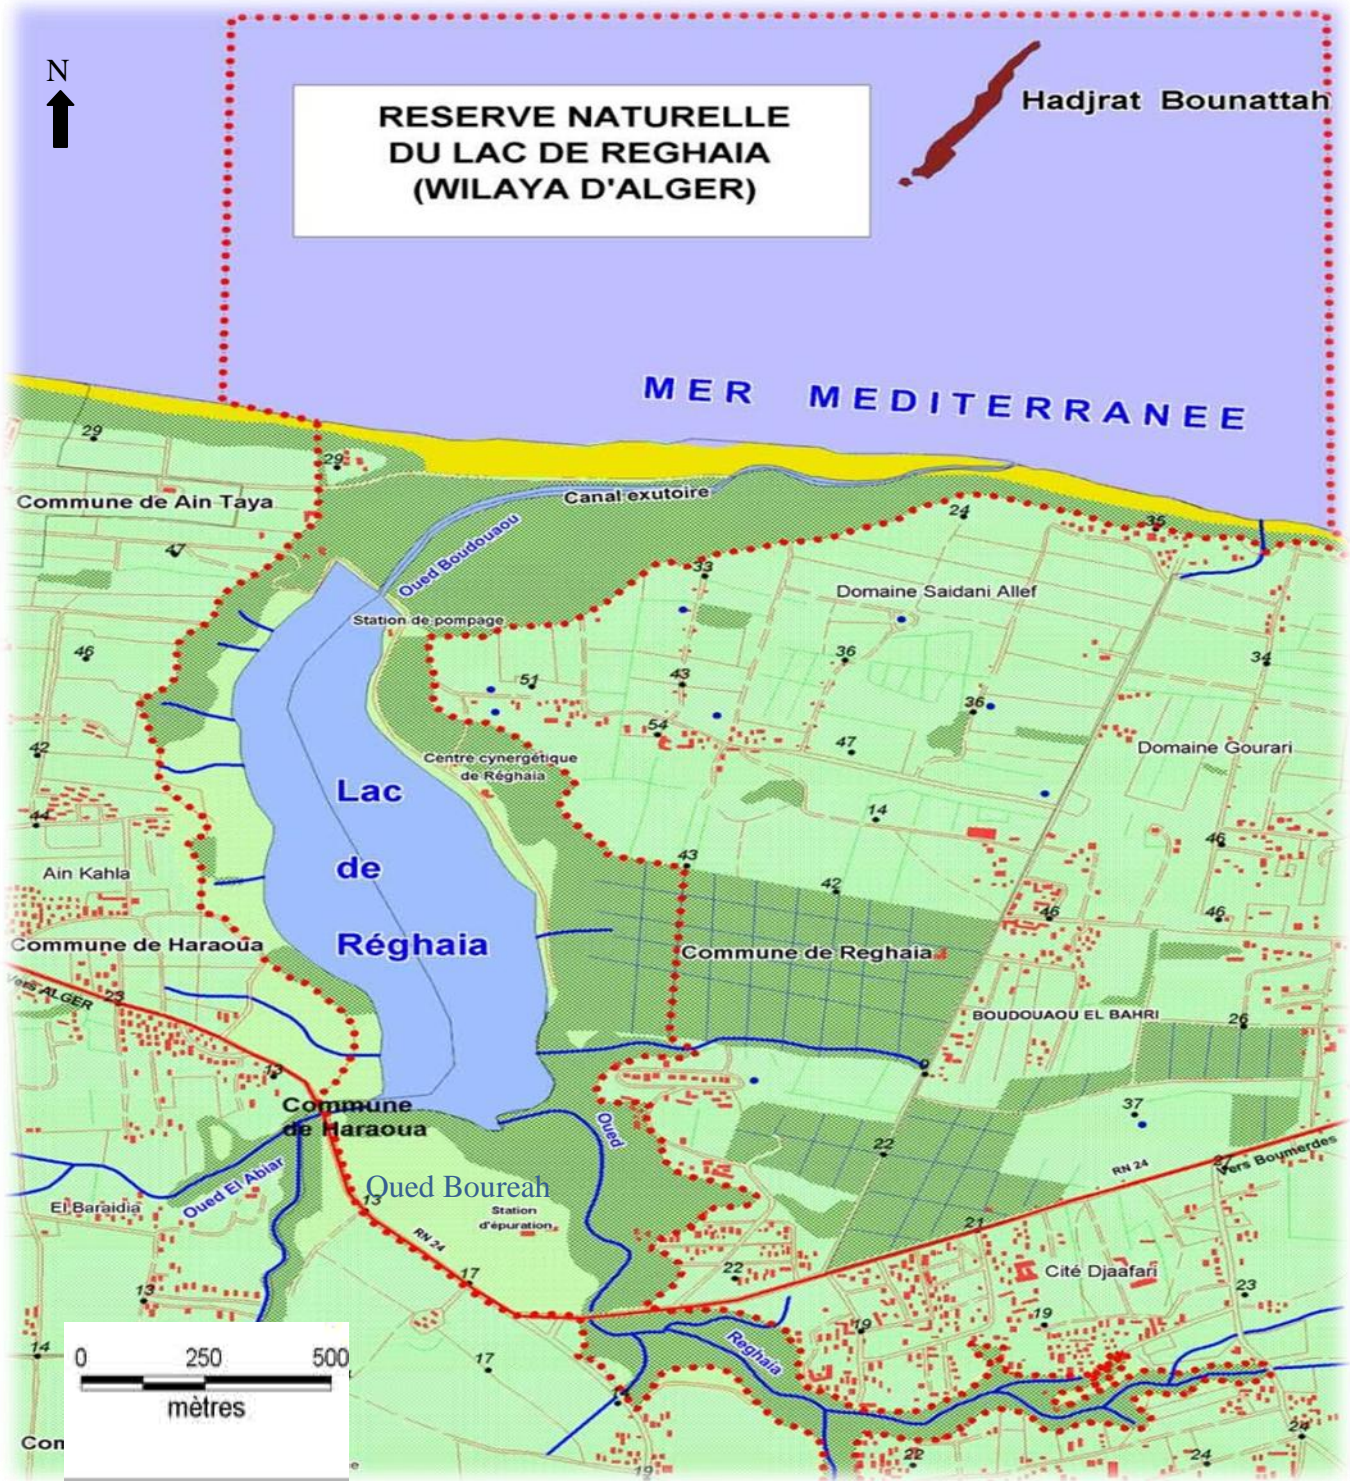 N
RESERVE NATURELLE
DU LAC DE REGHAIA
(WILAYA D'ALGER)
Hadjrat Bounattah
MER MEDITERRANEE
29
29
Commune de Ain Taya
Canal exutoire
24
35
47
Oued Boudouaou
33
Domaine Saidani Allef
Station de pompage
46
36
34
51
43
36
54
42
47
Domaine Gourari
Centre cynergétique
de Réghaia
Lac
de
Réghaia
44
14
46
43
Ain Kahla
42
46
46
Commune de Haraoua
Commune de Reghaia
Vers ALGER
23
BOUDOUAOU EL BAHRI
26
13
9
Commune
de Haraoua
37
Oued
22
RN 24
27
Vers Boumerdes
Oued El Abiar
Oued Boureah
13
El Baraidia
Station
d'épuration
21
RN 24
17
22
Cité Djaafari
13
23
19
19
14
17
Reghaia
0 250 500
mètres
Com
e
19
22
24
24